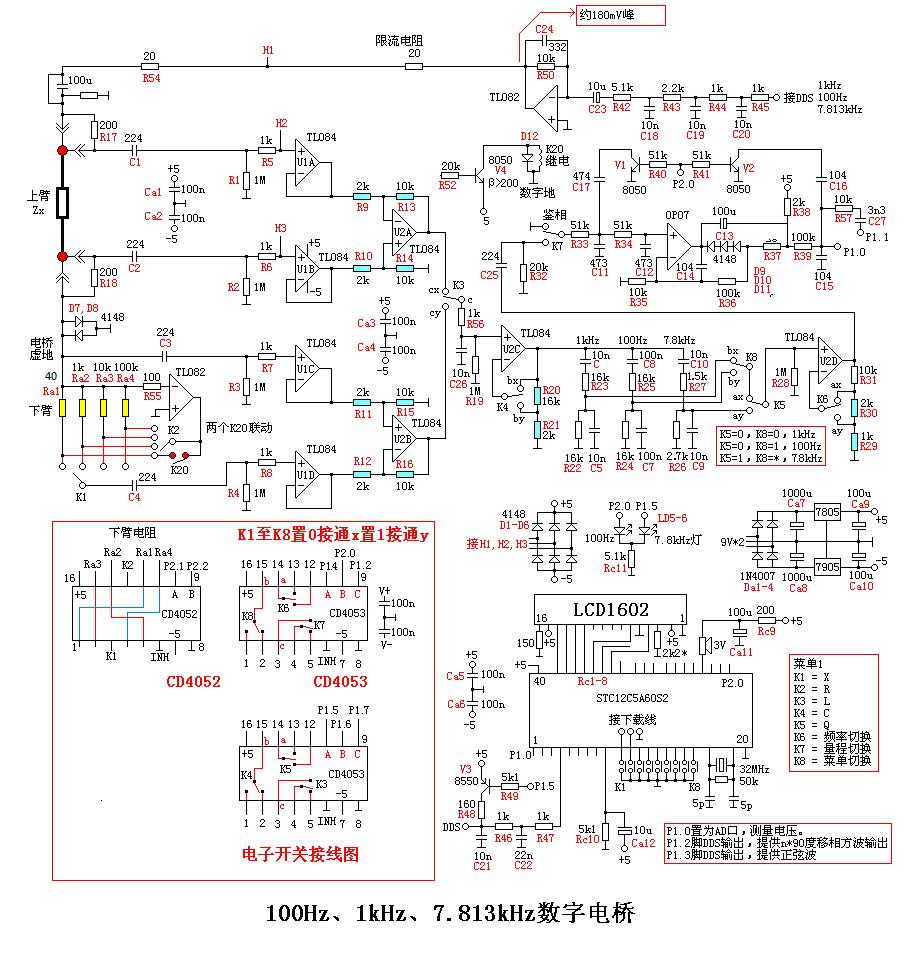 约180mV峰
C24
332
限流电阻
H1
20
R54
20
10k
R50
TL082
100u
10u
C23
5.1k
R42
2.2k
R43
1k
R44
1k
R45
接DDS
1kHz
100Hz
7.813kHz
10n
C18
10n
C19
10n
C20
200
R17
224
C1
H2
1k
R5
TL084
U1A
R1
1M
+5
Ca1
100n
Ca2
100n
-5
上臂
Zx
2k
R9
10k
R13
U2A
TL084
20k
R52
8050
V4
β>200
5
D12
K20
继电
数字地
474
C17
V1
8050
51k
R40
P2.0
51k
R41
V2
8050
104
C16
+5
2k
R38
10k
R57
3n3
C27
P1.1
鉴相
K7
51k
R33
51k
R34
OP07
100u
C13
4148
R37
100k
R39
P1.0
473
C11
473
C12
104
C14
D9
D10
D11
104
C15
224
C25
20k
R32
10k
R35
100k
R36
H3
224
C2
1k
R6
U1B
+5
-5
TL084
R2
1M
2k
R10
10k
R14
200
R18
D7,D8
4148
电桥
虚地
224
C3
1k
R7
TL084
U1C
R3
1M
Ca3
+5
100n
Ca4
100n
-5
cx
K3
c
cy
1k
R56
10n
C26
1M
R19
TL084
U2C
bx
K4
by
R20
16k
R21
2k
1kHz
100Hz
7.8kHz
10n
C
16k
R23
100n
C8
16k
R25
10n
C10
1.5k
R27
16k
R22
10n
C5
16k
R24
100n
C7
2.7k
R26
10n
C9
bx
K8
by
ax
K5
ay
1M
R28
TL084
U2D
ax
K6
ay
10k
R31
2k
R30
1k
R29
K5=0, K8=0, 1kHz
K5=0, K8=1, 100Hz
K5=1, K8=*, 7.8kHz
40
1k
10k
100k
Ra1
Ra2
Ra3
Ra4
下臂
100
R55
TL082
K2
两个K20联动
K20
K1
224
C4
1k
R8
TL084
U1D
R4
1M
2k
R11
10k
R15
TL084
U2B
2k
R12
10k
R16
下臂电阻
K1至K8置0接通x置1接通y
Ra2
Ra1
Ra4
Ra3
K2
P2.1
P2.2
16
9
+5
A
B
CD4052
-5
1
K1
INH
8
CD4052
P2.0
16
15
14
13
12
P14
P1.2
9
b
a
+5
K6
A
B
C
CD4053
K8
K7
c
-5
1
2
3
4
5
INH
7
8
CD4053
V+
100n
100n
V-
P1.5
P1.7
16
15
14
13
12
P1.6
9
b
a
+5
K5
A
B
C
CD4053
K4
K3
c
-5
1
2
3
4
5
INH
7
8
电子开关接线图
4148
D1-D6
接H1,H2,H3
+5
-5
P2.0
P1.5
LD5-6
100Hz
7.8kHz灯
5.1k
Rc11
9V*2
1N4007
Da1-4
1000u
Ca7
7805
100u
Ca9
+5
1000u
Ca8
7905
100u
Ca10
-5
LCD1602
16
1
150
+5
+5
2k2*
3V
100u
Ca11
200
Rc9
+5
+5
40
Rc1-8
P2.0
STC12C5A60S2
接下载线
1
20
P1.0
Ca5
+5
100n
Ca6
100n
-5
K1
K8
32MHz
50k
5p
5p
+5
V3
8550
5k1
R49
P1.5
160
R48
DDS
1k
R46
1k
R47
10n
C21
22n
C22
5k1
Rc10
10u
Ca12
+5
菜单1
K1 = X
K2 = R
K3 = L
K4 = C
K5 = Q
K6 = 频率切换
K7 = 量程切换
K8 = 菜单切换
P1.0置为AD口，测量电压。
P1.2脚DDS输出，提供n*90度移相方波输出
P1.3脚DDS输出，提供正弦波
100Hz、1kHz、7.813kHz数字电桥